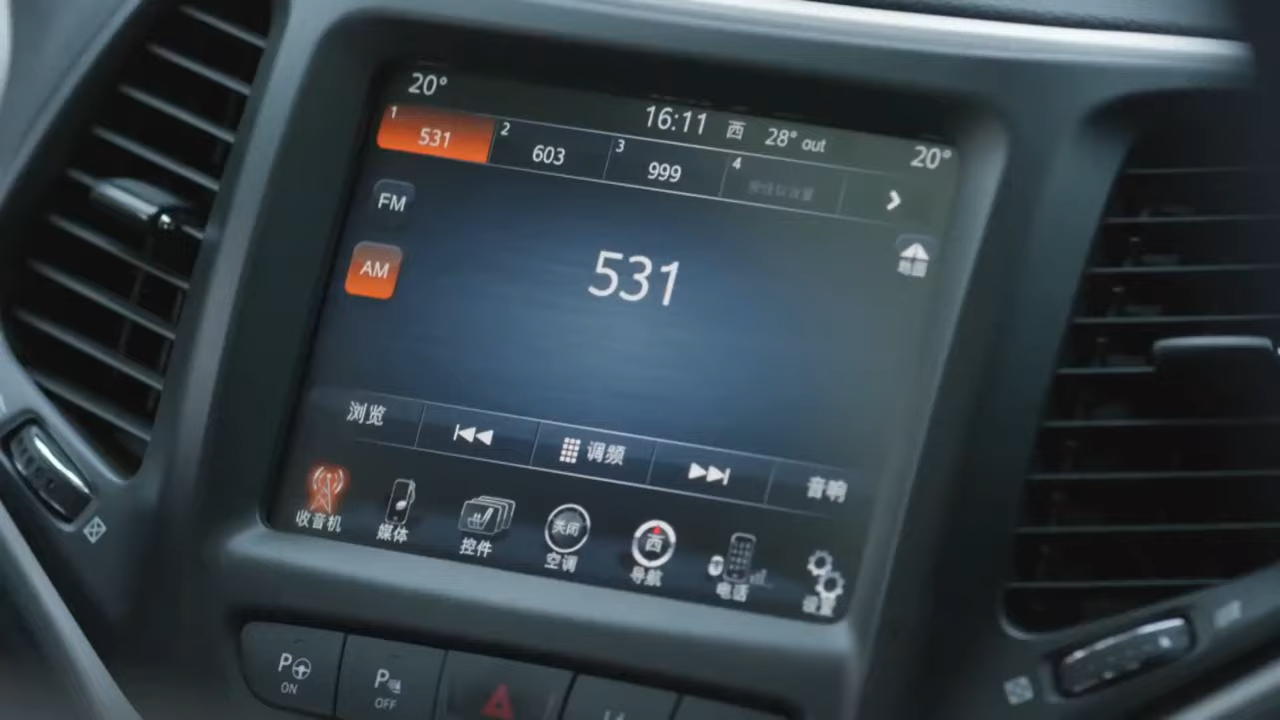 20°
16:11 西 28° out
20°
1 531
2 603
3 999
4
FM
AM
531
地图
浏览
调频
音响
收音机
媒体
控件
关闭
空调
西
导航
电话
设置
P ON
P OFF